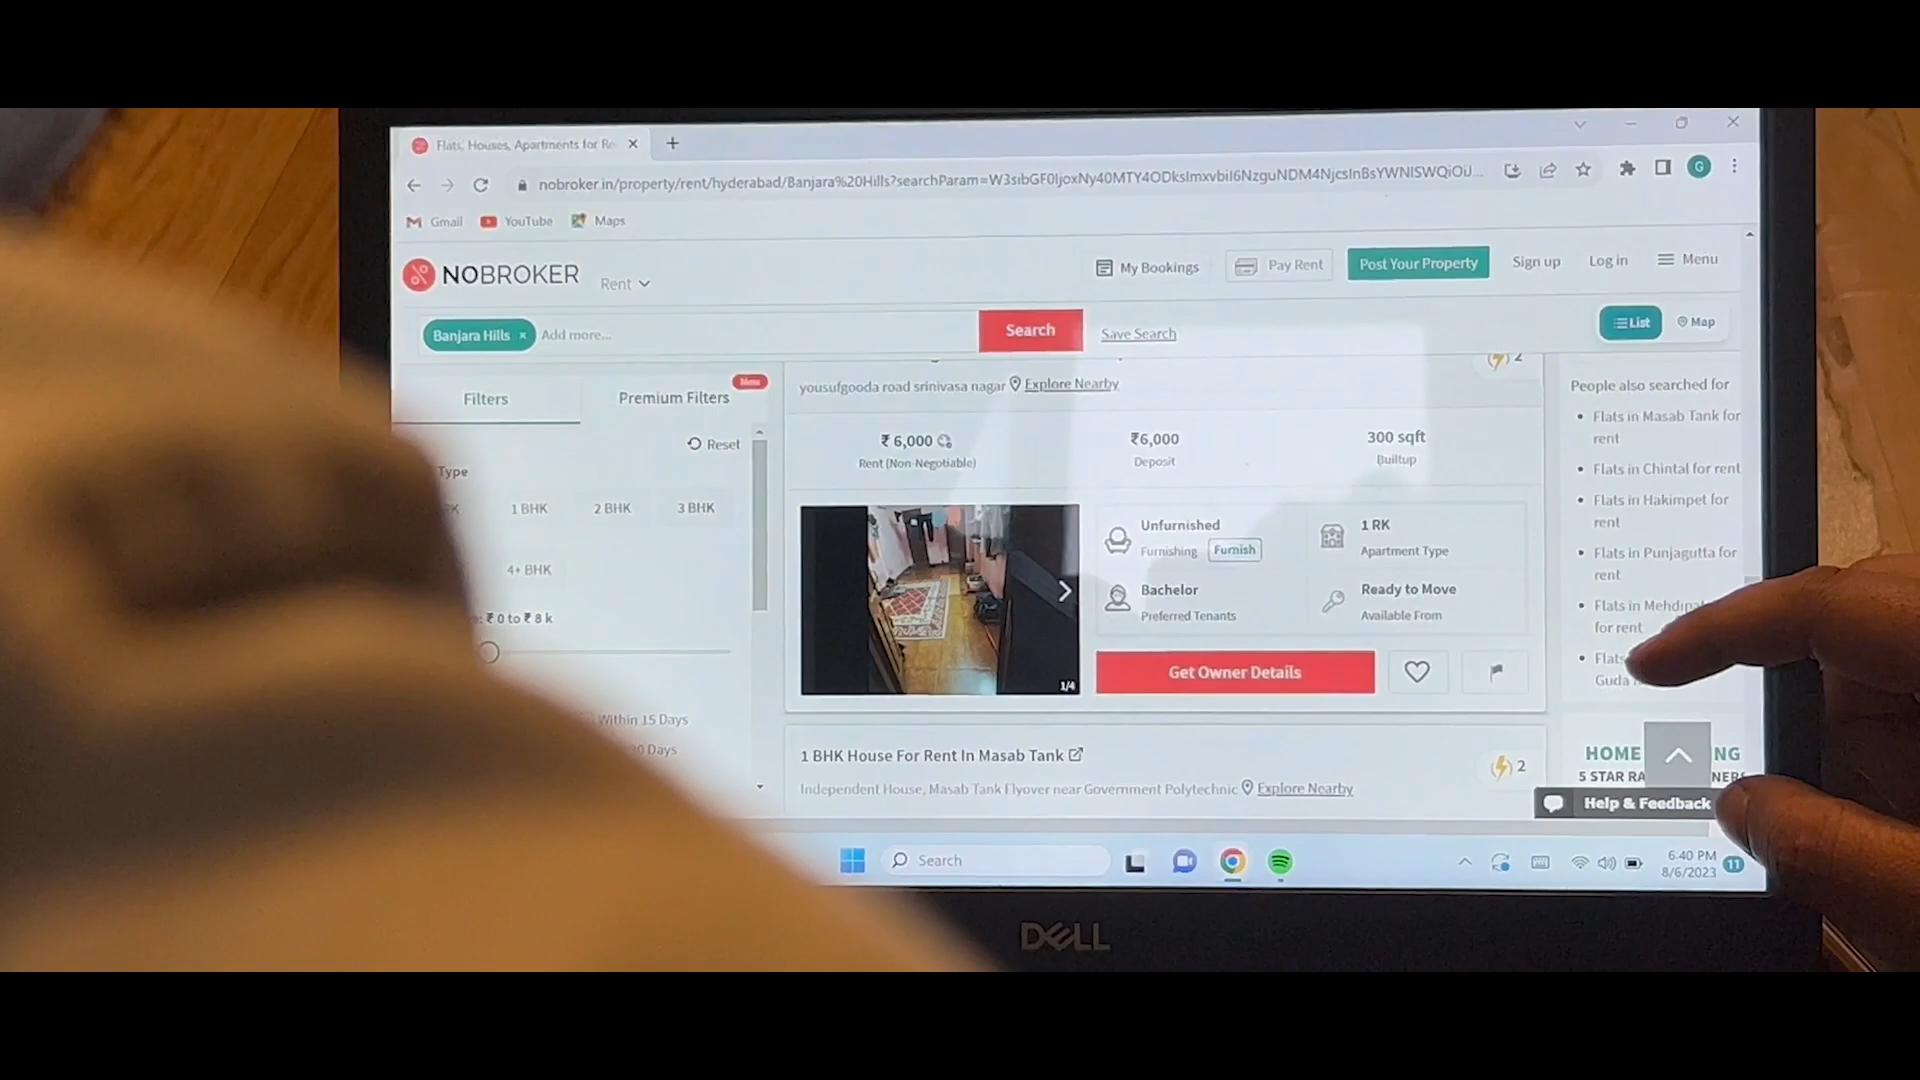 Flats, Houses, Apartments for Re
nobroker.in/property/rent/hyderabad/Banjara%20Hills?searchParam=
Gmail YouTube Maps
NOBROKER Rent
My Bookings Pay Rent Post Your Property Sign up Log in Menu
Banjara Hills × Add more... Search Save Search List Map
2
yousufgooda road srinivasa nagar Explore Nearby
People also searched for
Flats in Masab Tank for
rent
Flats in Chintal for rent
Flats in Hakimpet for
rent
Flats in Punjagutta for
rent
Flats in
for rent
Flats
Guda
Filters Premium Filters New
Reset
Type
1 BHK 2 BHK 3 BHK
4+ BHK
: ₹ 0 to ₹ 8 k
Within 15 Days
Days
₹ 6,000 ₹6,000 300 sqft
Rent (Non-Negotiable) Deposit Builtup
1/4
Unfurnished 1 RK
Furnishing Furnish Apartment Type
Bachelor Ready to Move
Preferred Tenants Available From
Get Owner Details
1 BHK House For Rent In Masab Tank
2
Independent House, Masab Tank Flyover near Government Polytechnic Explore Nearby
HOME
5 STAR
Help & Feedback
Search
6:40 PM
8/6/2023 11
DELL